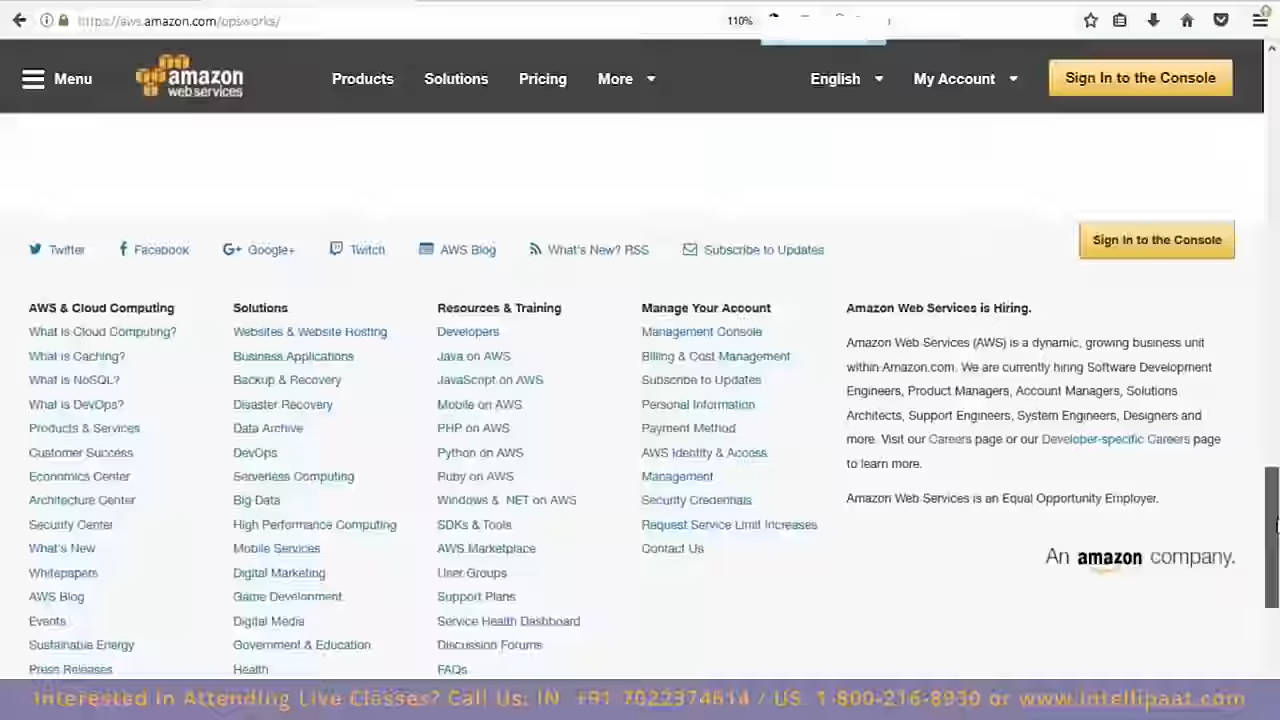 https://aws.amazon.com/opsworks/ 110%
Menu amazon web services Products Solutions Pricing More English My Account Sign In to the Console
Twitter Facebook Google+ Twitch AWS Blog What's New? RSS Subscribe to Updates Sign In to the Console
AWS & Cloud Computing
What is Cloud Computing?
What is Caching?
What is NoSQL?
What is DevOps?
Products & Services
Customer Success
Economics Center
Architecture Center
Security Center
What's New
Whitepapers
AWS Blog
Events
Sustainable Energy
Press Releases
Solutions
Websites & Website Hosting
Business Applications
Backup & Recovery
Disaster Recovery
Data Archive
DevOps
Serverless Computing
Big Data
High Performance Computing
Mobile Services
Digital Marketing
Game Development
Digital Media
Government & Education
Health
Resources & Training
Developers
Java on AWS
JavaScript on AWS
Mobile on AWS
PHP on AWS
Python on AWS
Ruby on AWS
Windows & .NET on AWS
SDKs & Tools
AWS Marketplace
User Groups
Support Plans
Service Health Dashboard
Discussion Forums
FAQs
Manage Your Account
Management Console
Billing & Cost Management
Subscribe to Updates
Personal Information
Payment Method
AWS Identity & Access
Management
Security Credentials
Request Service Limit Increases
Contact Us
Amazon Web Services is Hiring.
Amazon Web Services (AWS) is a dynamic, growing business unit
within Amazon.com. We are currently hiring Software Development
Engineers, Product Managers, Account Managers, Solutions
Architects, Support Engineers, System Engineers, Designers and
more. Visit our Careers page or our Developer-specific Careers page
to learn more.
Amazon Web Services is an Equal Opportunity Employer.
An amazon company.
Interested in Attending Live Classes? Call Us: IN +91 7022374614 / US 1-800-216-8930 or www.intellipaat.com